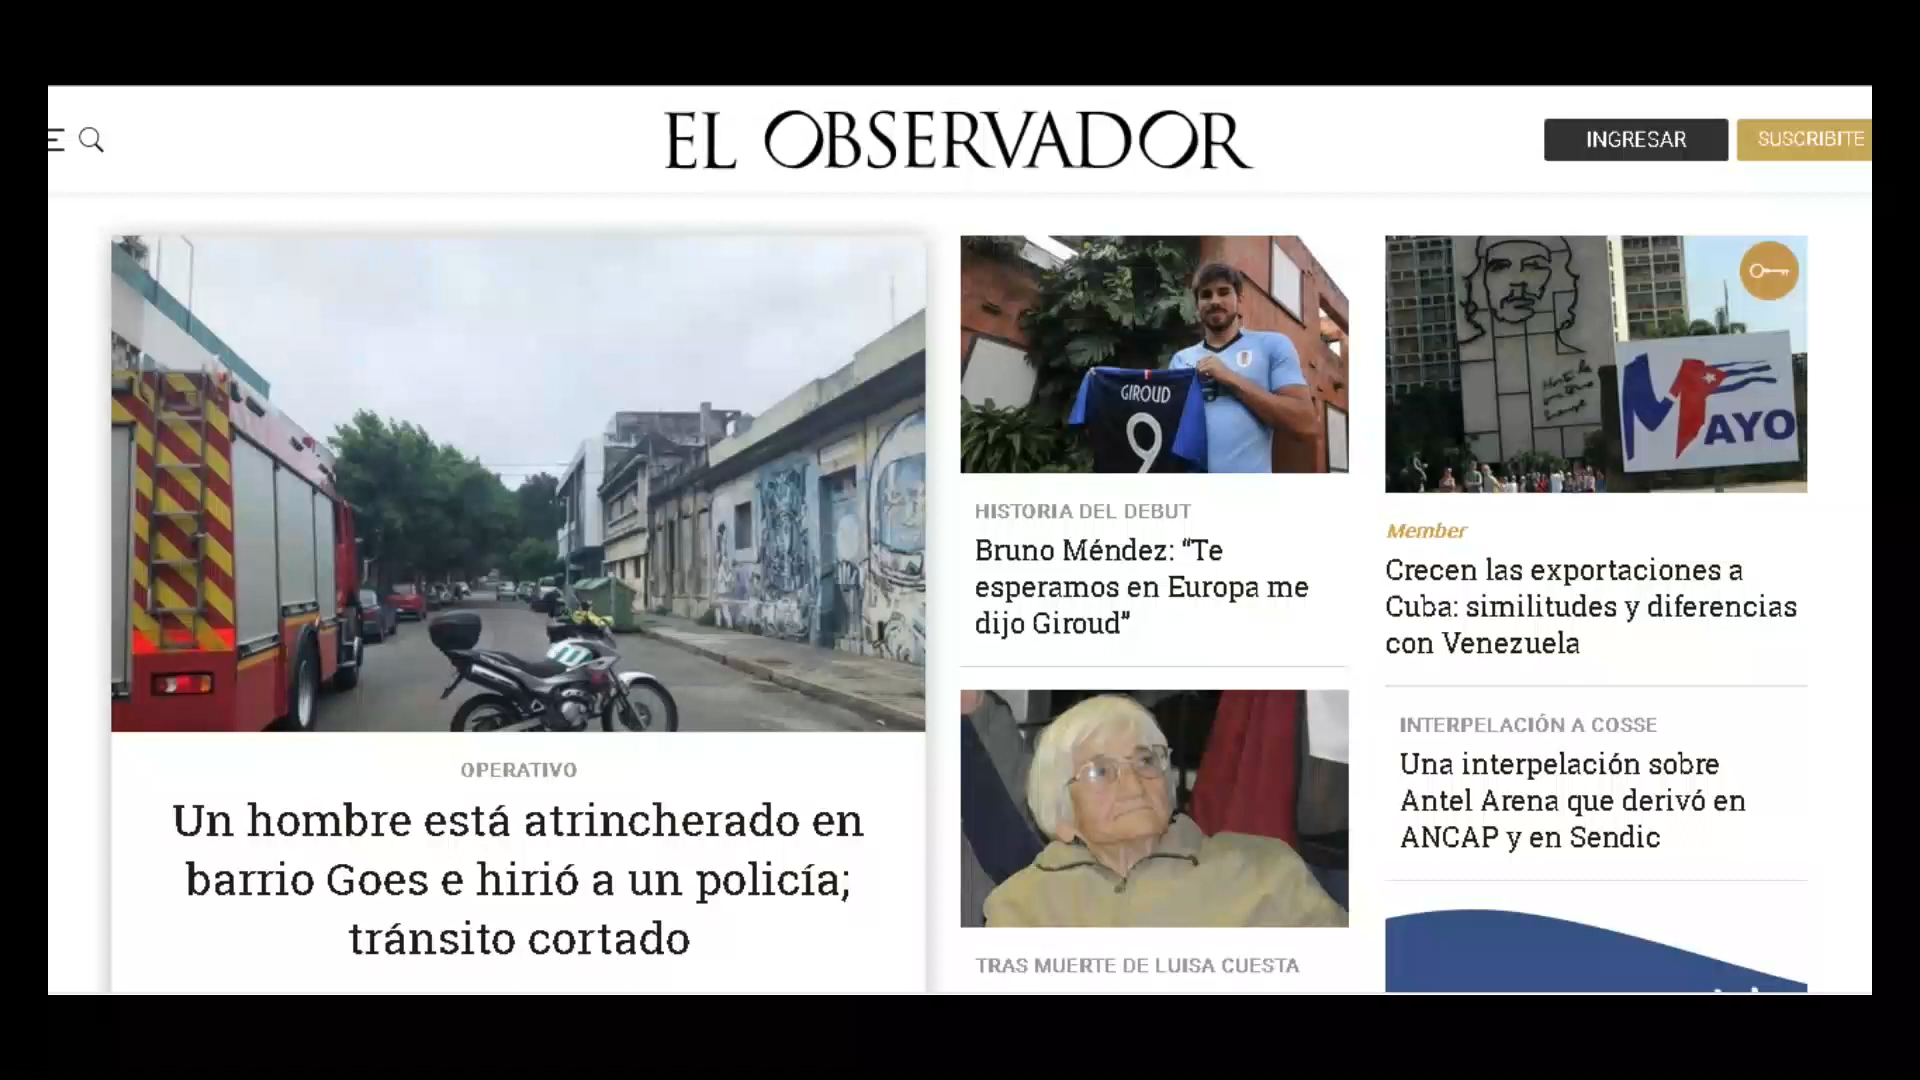 EL OBSERVADOR
INGRESAR
SUSCRIBITE
OPERATIVO
Un hombre está atrincherado en
barrio Goes e hirió a un policía;
tránsito cortado
GIROUD
9
HISTORIA DEL DEBUT
Bruno Méndez: “Te
esperamos en Europa me
dijo Giroud”
TRAS MUERTE DE LUISA CUESTA
MAYO
Member
Crecen las exportaciones a
Cuba: similitudes y diferencias
con Venezuela
INTERPELACIÓN A COSSE
Una interpelación sobre
Antel Arena que derivó en
ANCAP y en Sendic